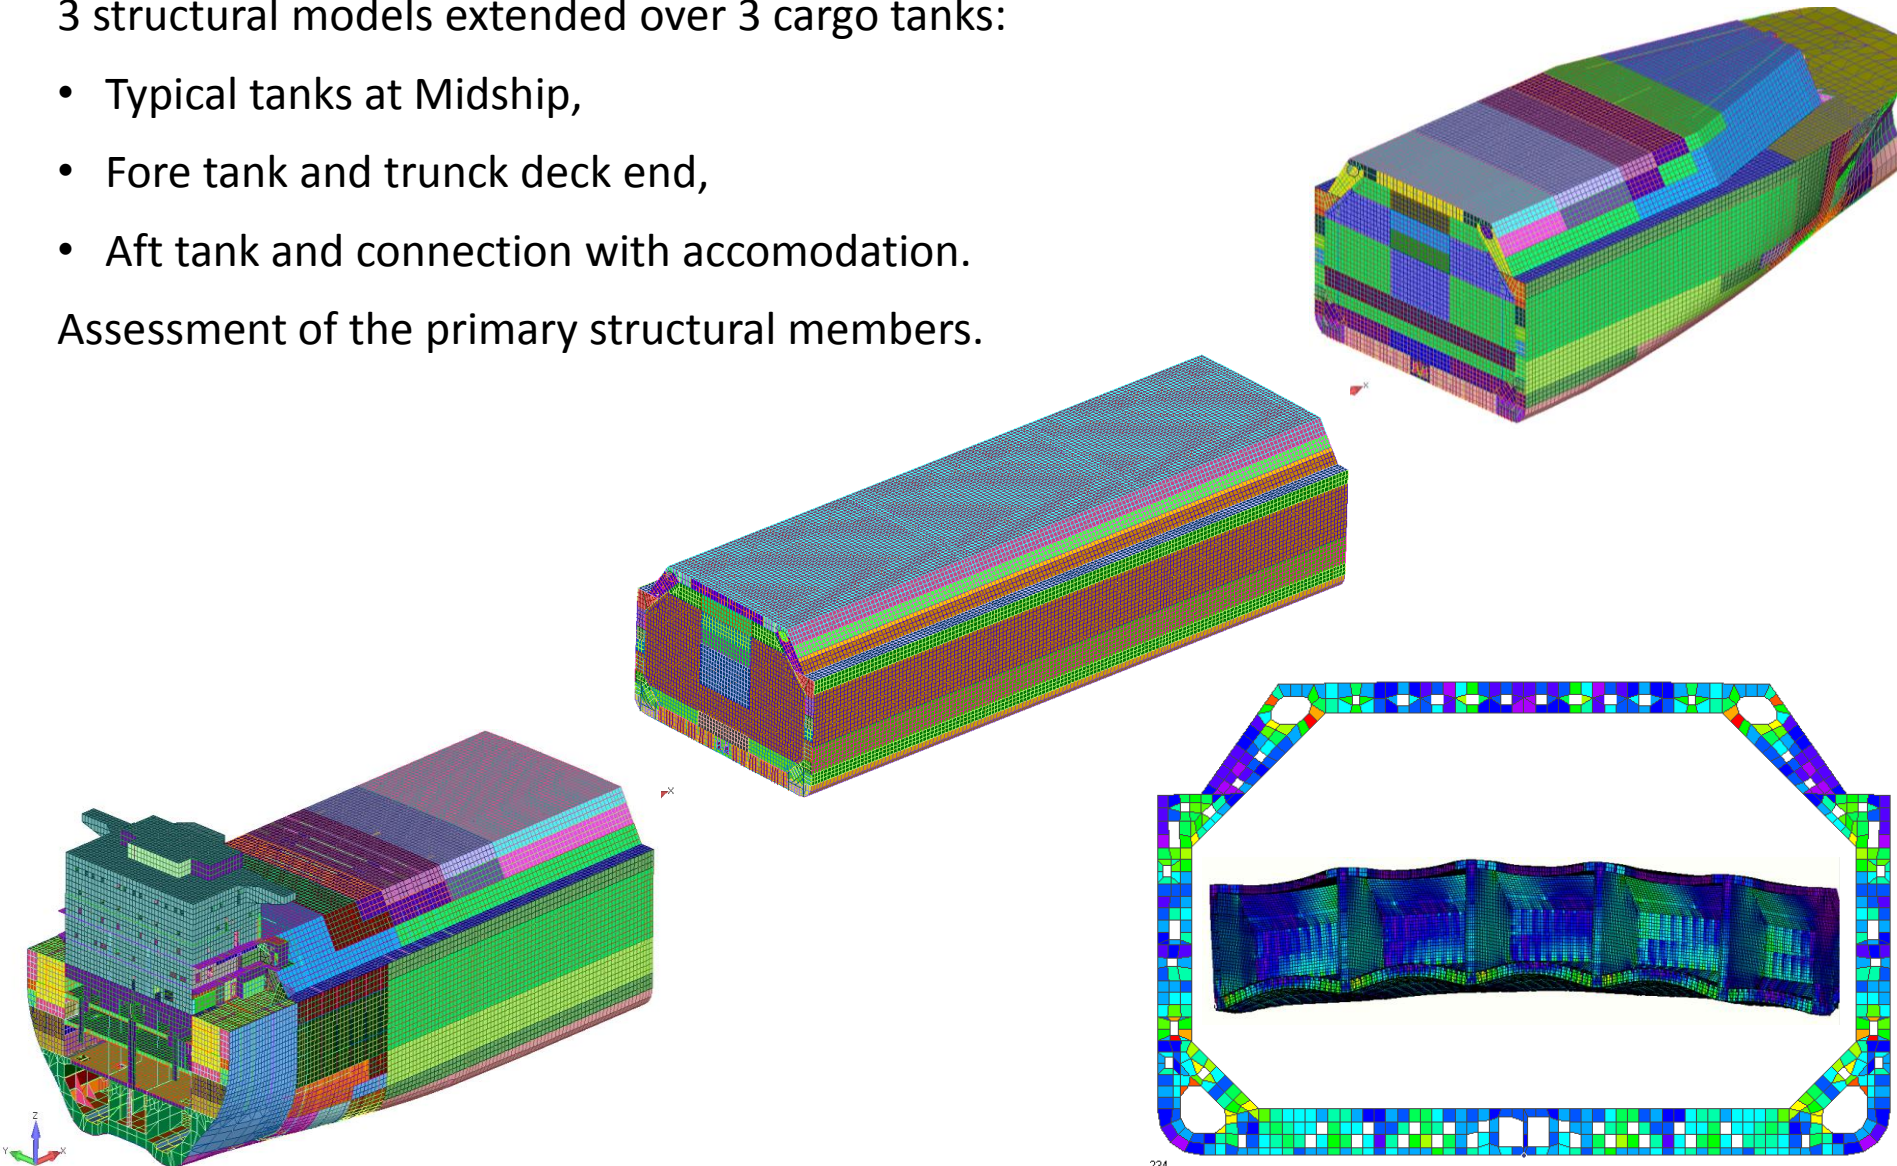 3 structural models extended over 3 cargo tanks:
• Typical tanks at Midship,
• Fore tank and trunck deck end,
• Aft tank and connection with accomodation.
Assessment of the primary structural members.
X
X
Z
Y
X
234